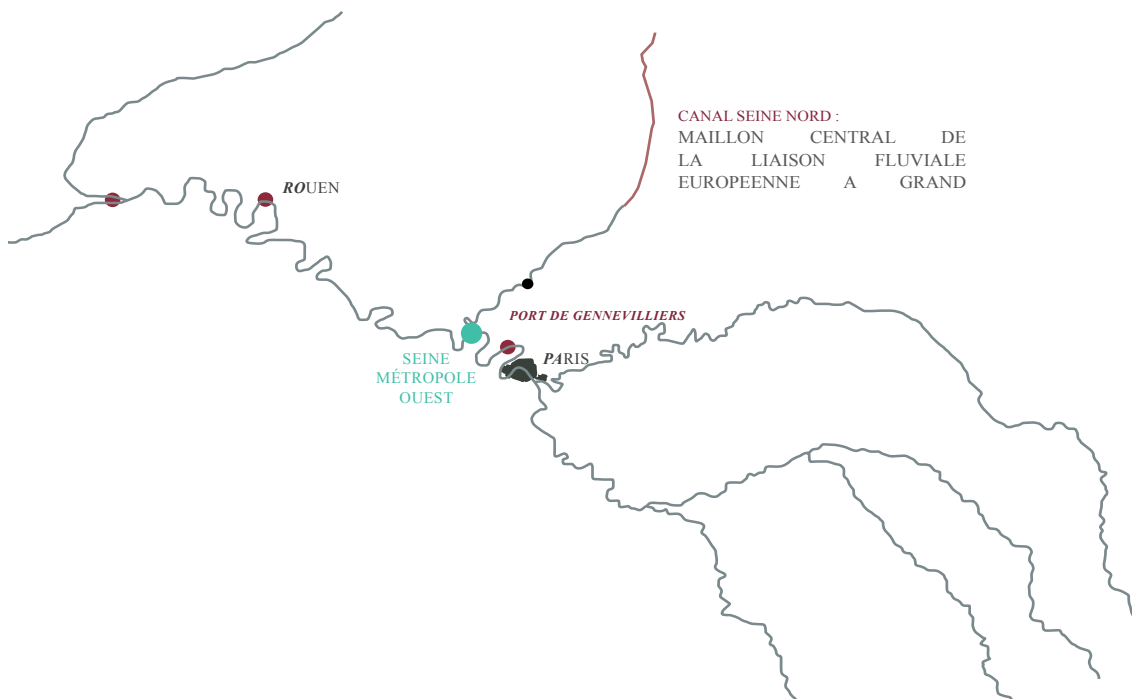 CANAL SEINE NORD :
MAILLON CENTRAL DE
LA LIAISON FLUVIALE
EUROPEENNE A GRAND
ROUEN
PORT DE GENNEVILLIERS
PARIS
SEINE
MÉTROPOLE
OUEST